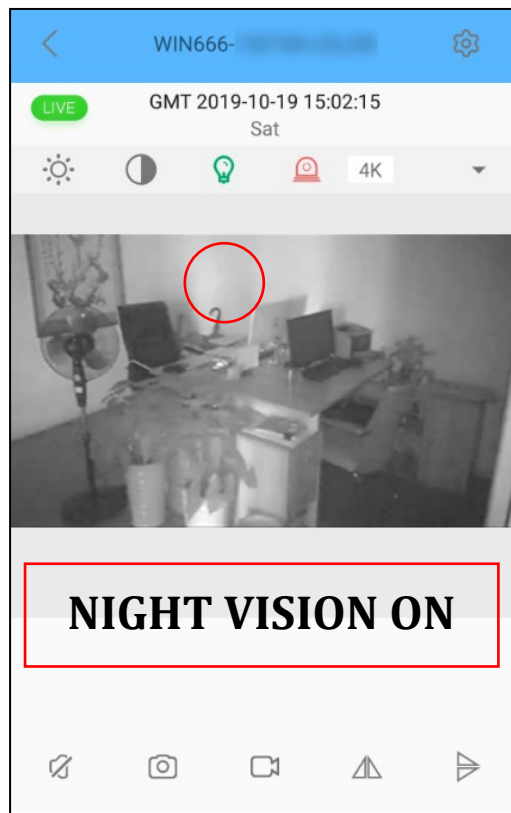 WIN666-
LIVE
GMT 2019-10-19 15:02:15
Sat
4K
NIGHT VISION ON